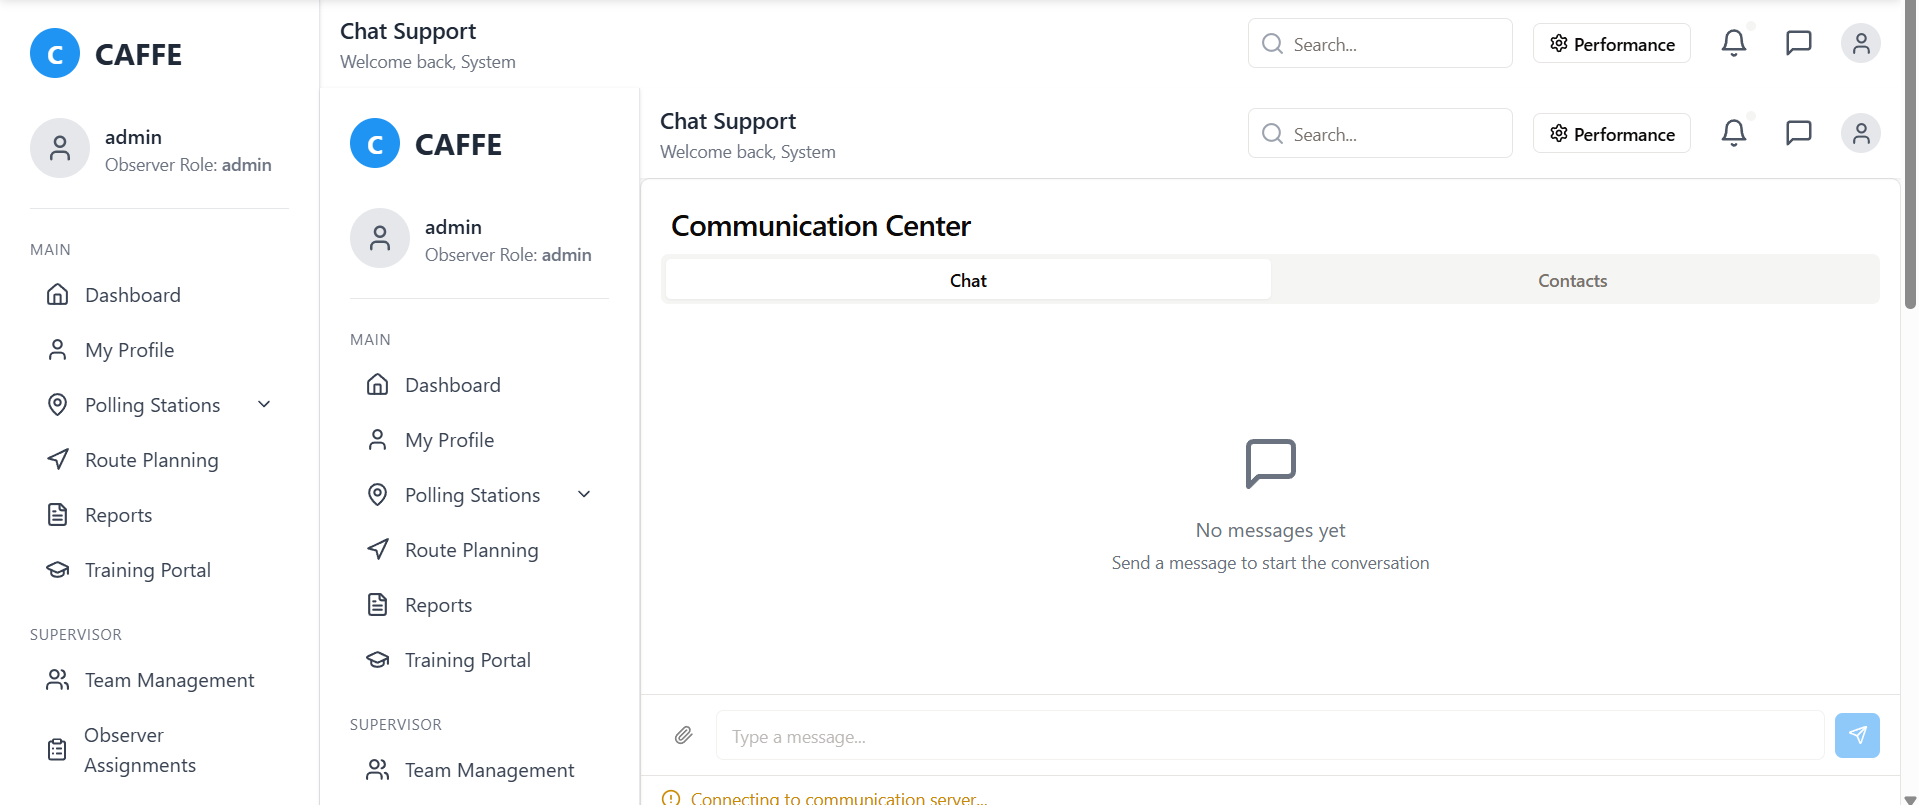 C CAFFE
admin
Observer Role: admin
MAIN
Dashboard
My Profile
Polling Stations
Route Planning
Reports
Training Portal
SUPERVISOR
Team Management
Observer
Assignments
Chat Support
Welcome back, System
Search...
Performance
C CAFFE
admin
Observer Role: admin
MAIN
Dashboard
My Profile
Polling Stations
Route Planning
Reports
Training Portal
SUPERVISOR
Team Management
Chat Support
Welcome back, System
Search...
Performance
Communication Center
Chat
Contacts
No messages yet
Send a message to start the conversation
Type a message...
Connecting to communication server...